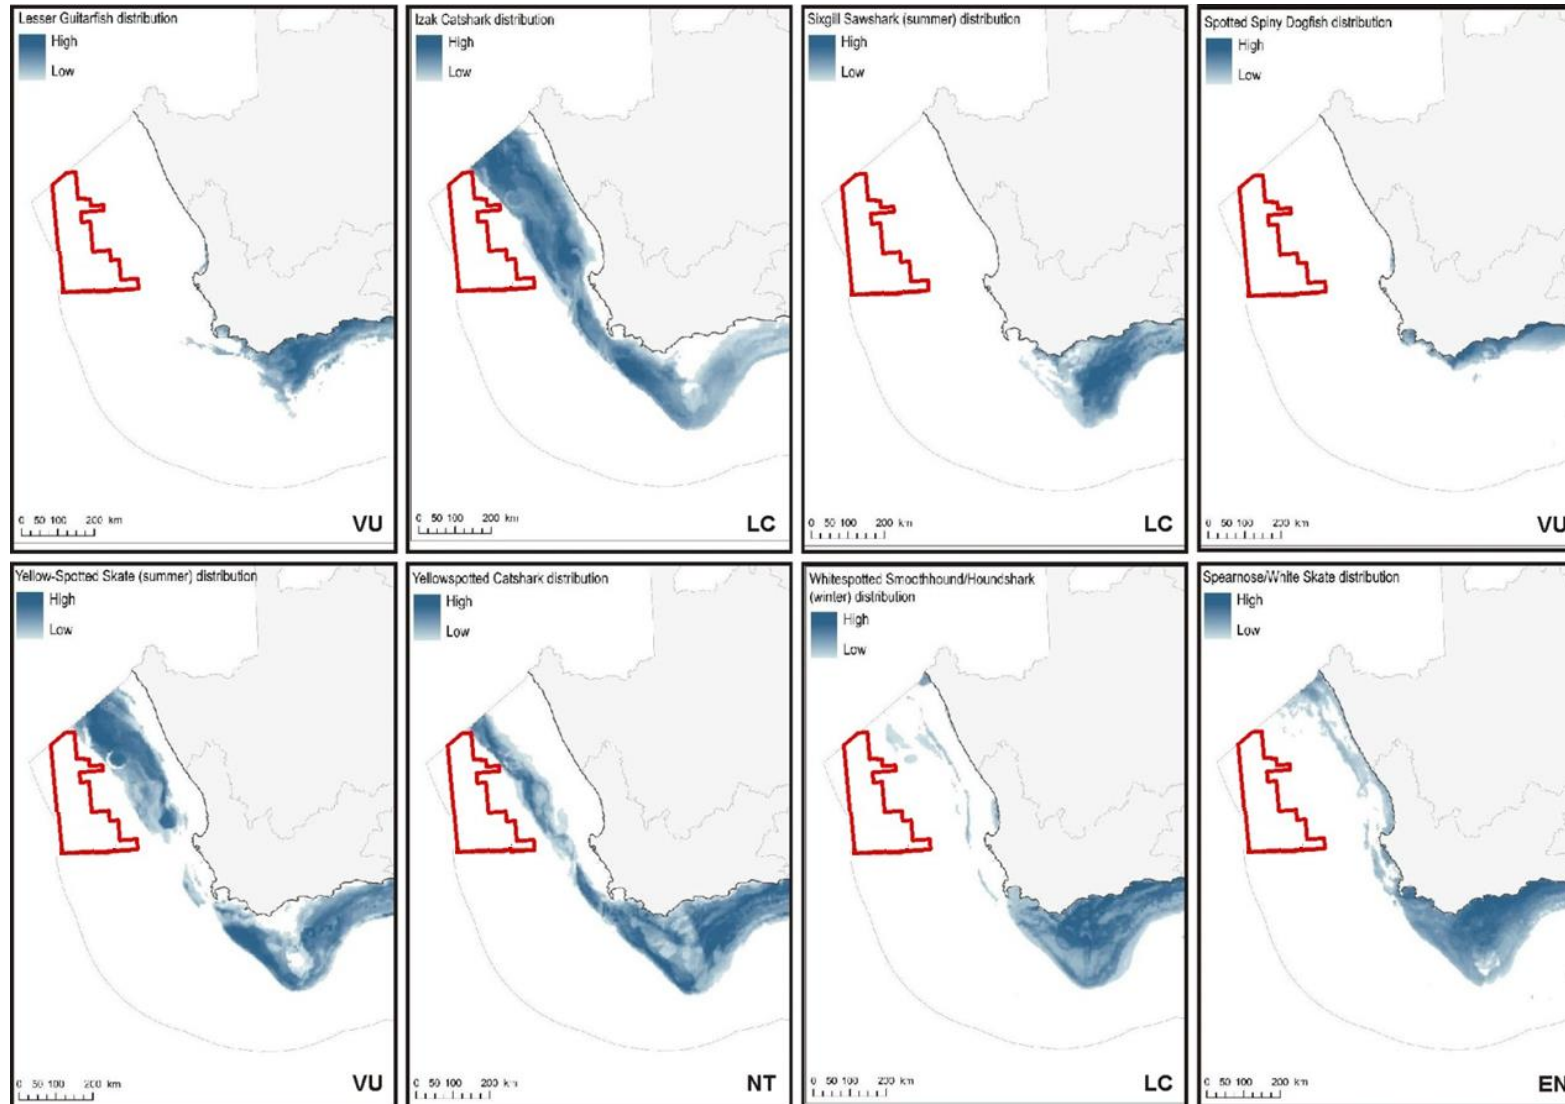 Lesser Guitarfish distribution
High
Low
0 50 100 200 km
VU
Izak Catshark distribution
High
Low
0 50 100 200 km
LC
Sixgill Sawshark (summer) distribution
High
Low
0 50 100 200 km
LC
Spotted Spiny Dogfish distribution
High
Low
0 50 100 200 km
VU
Yellow-Spotted Skate (summer) distribution
High
Low
0 50 100 200 km
VU
Yellowspotted Catshark distribution
High
Low
0 50 100 200 km
NT
Whitespotted Smoothhound/Houndshark
(winter) distribution
High
Low
0 50 100 200 km
LC
Spearnose/White Skate distribution
High
Low
0 50 100 200 km
EN